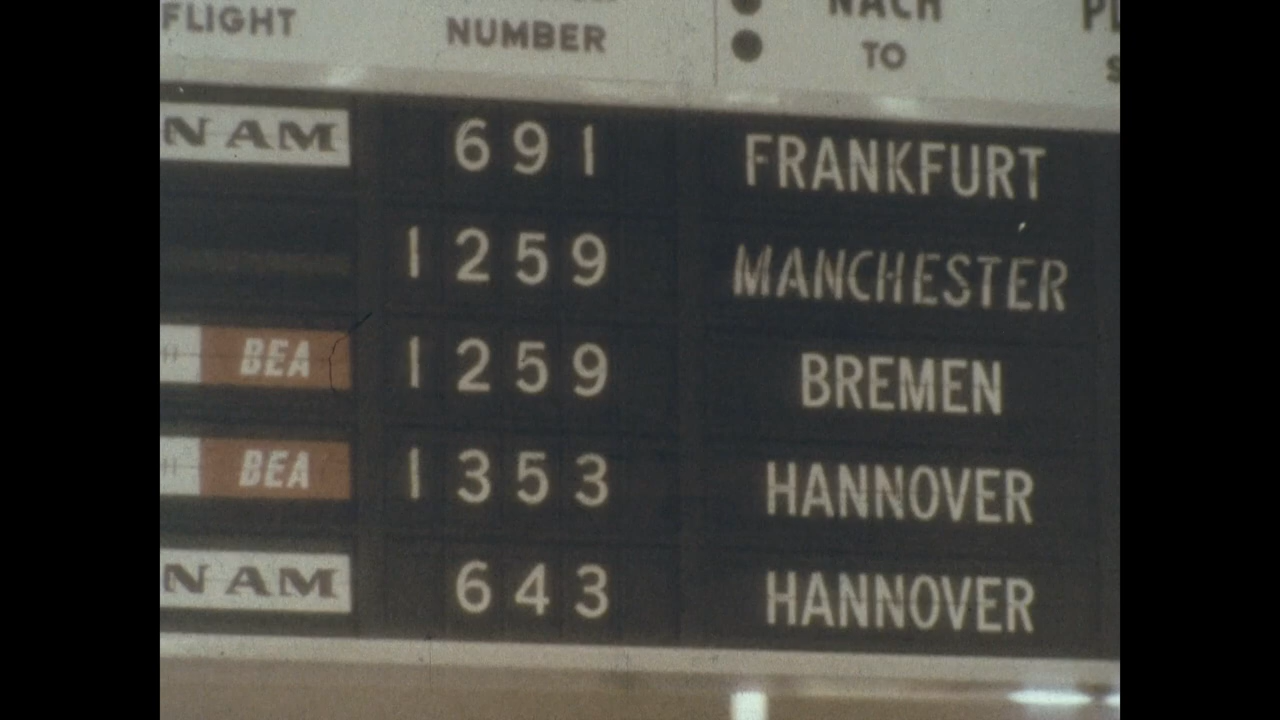 FLIGHT NUMBER NACH
TO
N AM 691 FRANKFURT
1259 MANCHESTER
BEA 1259 BREMEN
BEA 1353 HANNOVER
N AM 643 HANNOVER